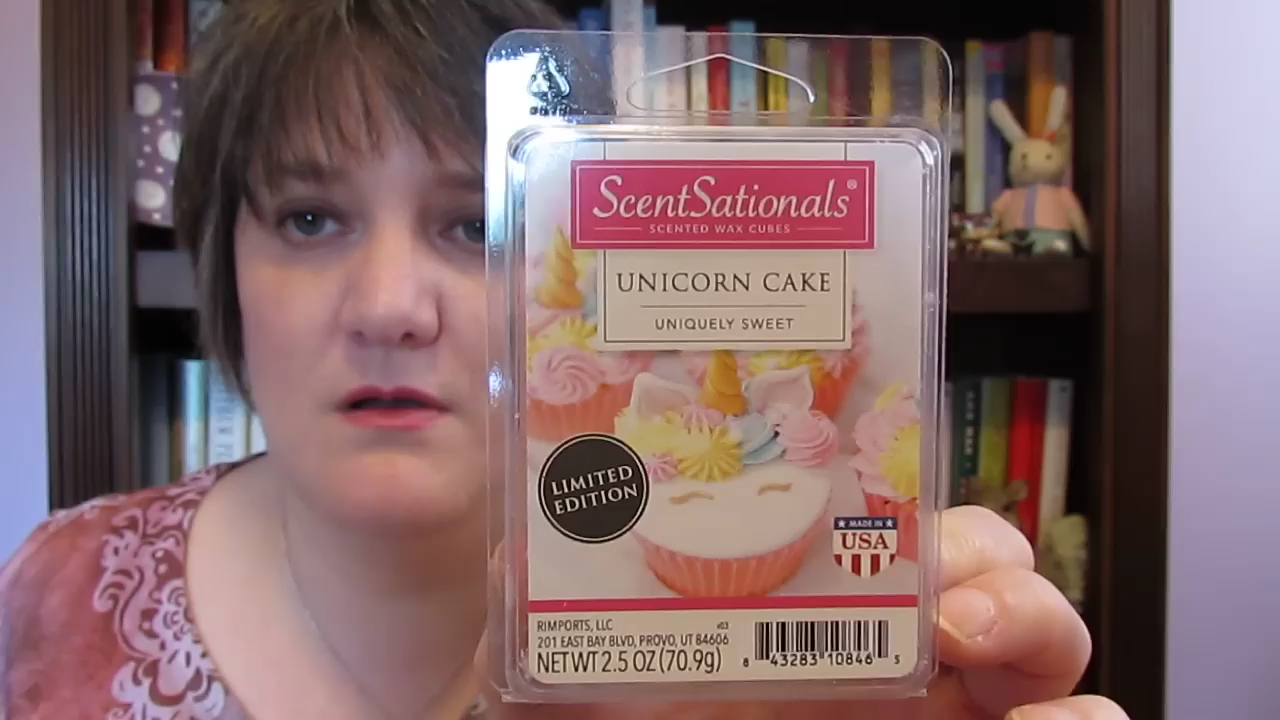 ScentSationals®
SCENTED WAX CUBES
UNICORN CAKE
UNIQUELY SWEET
LIMITED
EDITION
MADE IN
USA
RIMPORTS, LLC
v03
201 EAST BAY BLVD, PROVO, UT 84606
NET WT 2.5 OZ (70.9g)
8 43283 10846 5